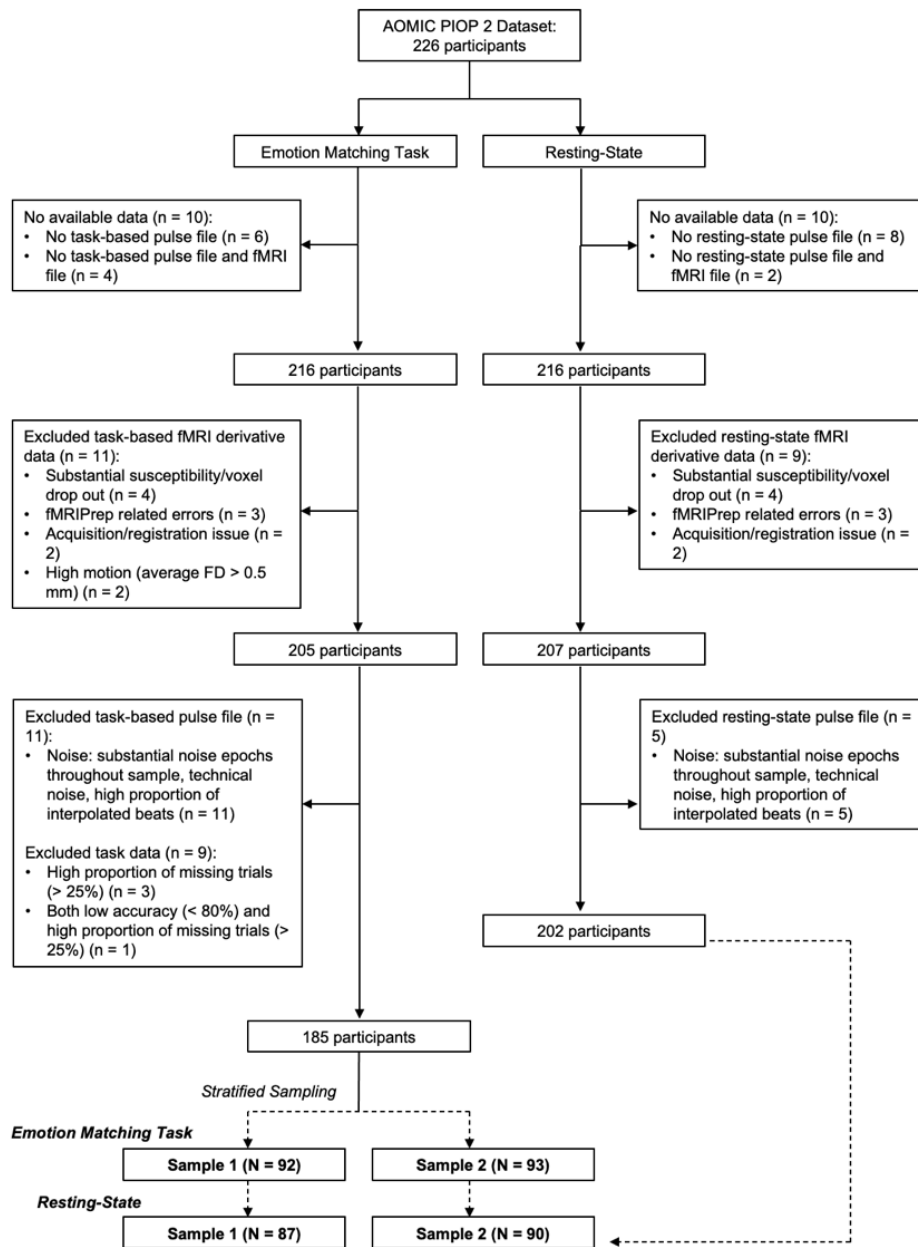 AOMIC PIOP 2 Dataset:
226 participants
Emotion Matching Task
Resting-State
No available data (n = 10):
• No task-based pulse file (n = 6)
• No task-based pulse file and fMRI
file (n = 4)
No available data (n = 10):
• No resting-state pulse file (n = 8)
• No resting-state pulse file and
fMRI file (n = 2)
216 participants
216 participants
Excluded task-based fMRI derivative
data (n = 11):
• Substantial susceptibility/voxel
drop out (n = 4)
• fMRIPrep related errors (n = 3)
• Acquisition/registration issue (n =
2)
• High motion (average FD > 0.5
mm) (n = 2)
Excluded resting-state fMRI
derivative data (n = 9):
• Substantial susceptibility/voxel
drop out (n = 4)
• fMRIPrep related errors (n = 3)
• Acquisition/registration issue (n =
2)
205 participants
207 participants
Excluded task-based pulse file (n =
11):
• Noise: substantial noise epochs
throughout sample, technical
noise, high proportion of
interpolated beats (n = 11)
Excluded task data (n = 9):
• High proportion of missing trials
(> 25%) (n = 3)
• Both low accuracy (< 80%) and
high proportion of missing trials (>
25%) (n = 1)
Excluded resting-state pulse file (n =
5)
• Noise: substantial noise epochs
throughout sample, technical
noise, high proportion of
interpolated beats (n = 5)
202 participants
185 participants
Stratified Sampling
Emotion Matching Task
Sample 1 (N = 92)
Sample 2 (N = 93)
Resting-State
Sample 1 (N = 87)
Sample 2 (N = 90)